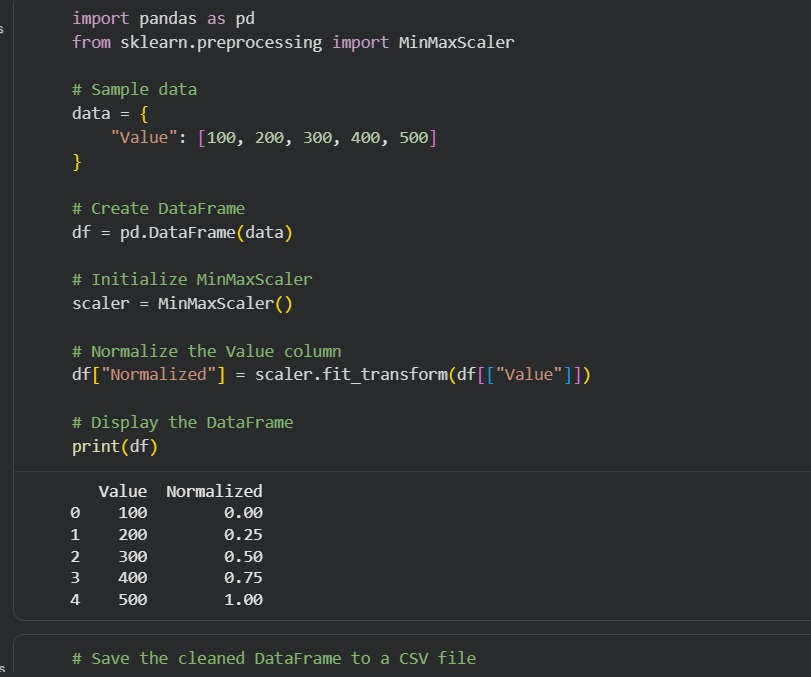 import pandas as pd
from sklearn.preprocessing import MinMaxScaler
# Sample data
data = {
    "Value": [100, 200, 300, 400, 500]
}
# Create DataFrame
df = pd.DataFrame(data)
# Initialize MinMaxScaler
scaler = MinMaxScaler()
# Normalize the Value column
df["Normalized"] = scaler.fit_transform(df[["Value"]])
# Display the DataFrame
print(df)
   Value  Normalized
0    100        0.00
1    200        0.25
2    300        0.50
3    400        0.75
4    500        1.00
# Save the cleaned DataFrame to a CSV file